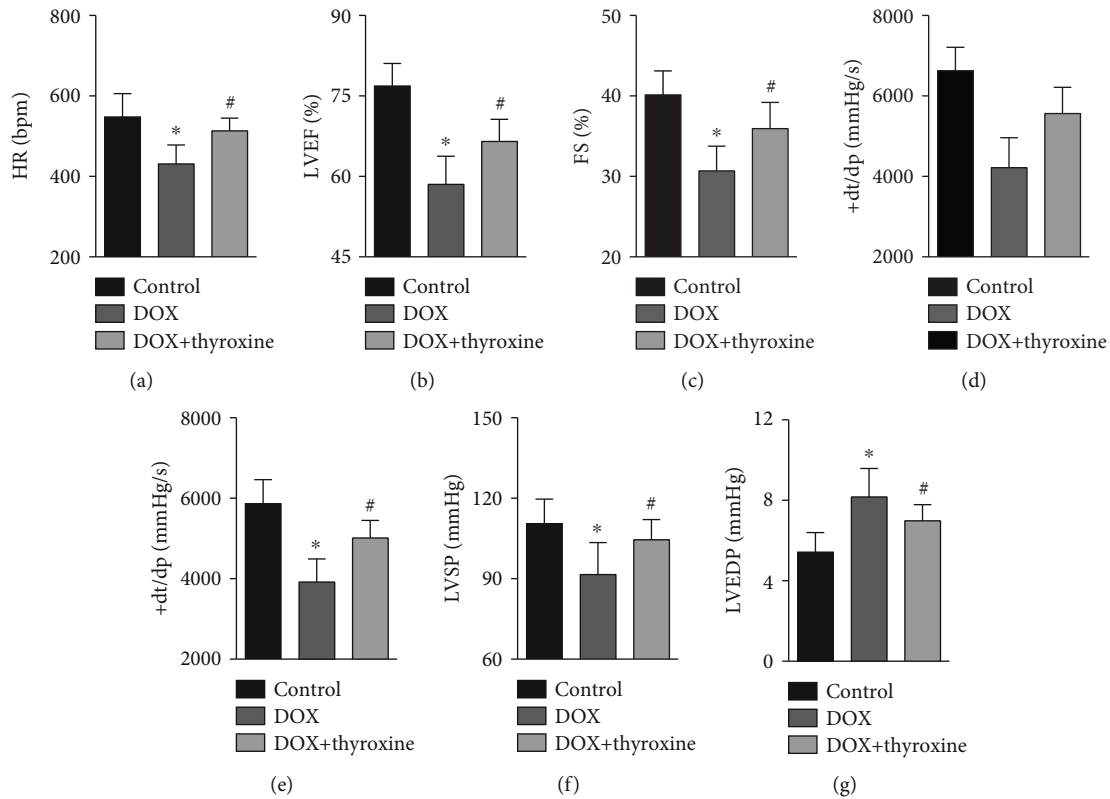 800
600
400
200
HR (bpm)
*
#
Control
DOX
DOX+thyroxine
(a)
90
75
60
45
LVEF (%)
*
#
Control
DOX
DOX+thyroxine
(b)
50
40
30
20
FS (%)
*
#
Control
DOX
DOX+thyroxine
(c)
8000
6000
4000
2000
+dt/dp (mmHg/s)
Control
DOX
DOX+thyroxine
(d)
8000
6000
4000
2000
+dt/dp (mmHg/s)
*
#
Control
DOX
DOX+thyroxine
(e)
150
120
90
60
LVSP (mmHg)
*
#
Control
DOX
DOX+thyroxine
(f)
12
8
4
0
LVEDP (mmHg)
*
#
Control
DOX
DOX+thyroxine
(g)